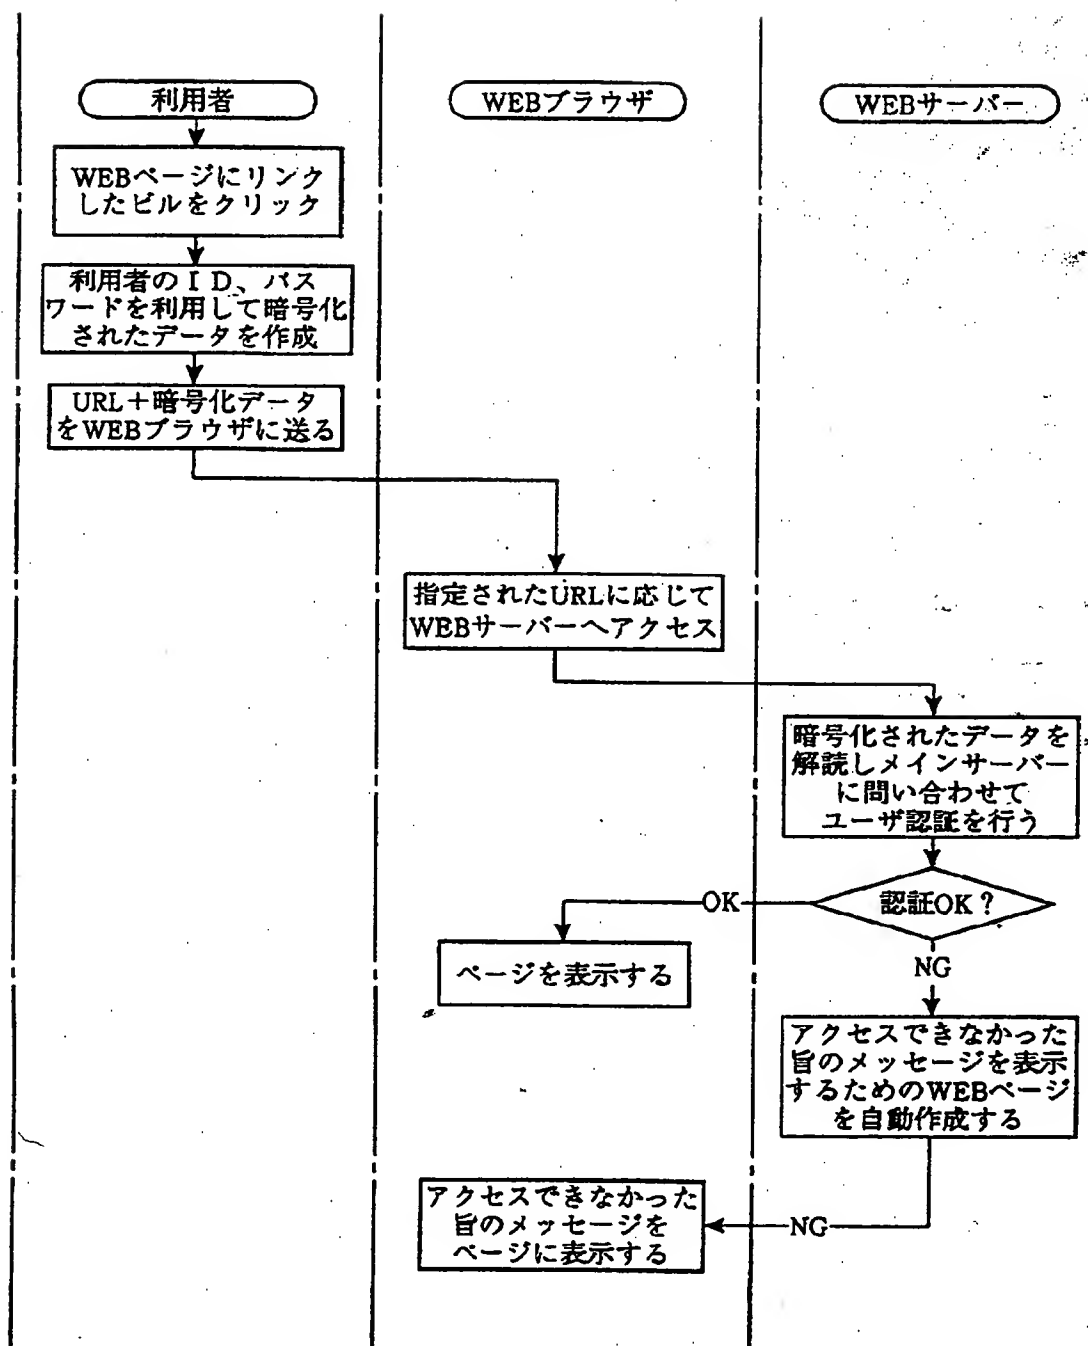 利用者
WEBブラウザ
WEBサーバー
WEBページにリンク
したビルをクリック
利用者のＩＤ、パス
ワードを利用して暗号化
されたデータを作成
URL＋暗号化データ
をWEBブラウザに送る
指定されたURLに応じて
WEBサーバーへアクセス
暗号化されたデータを
解読しメインサーバー
に問い合わせて
ユーザ認証を行う
認証OK？
OK
ページを表示する
NG
アクセスできなかった
旨のメッセージを表示
するためのWEBページ
を自動作成する
アクセスできなかった
旨のメッセージを
ページに表示する
NG